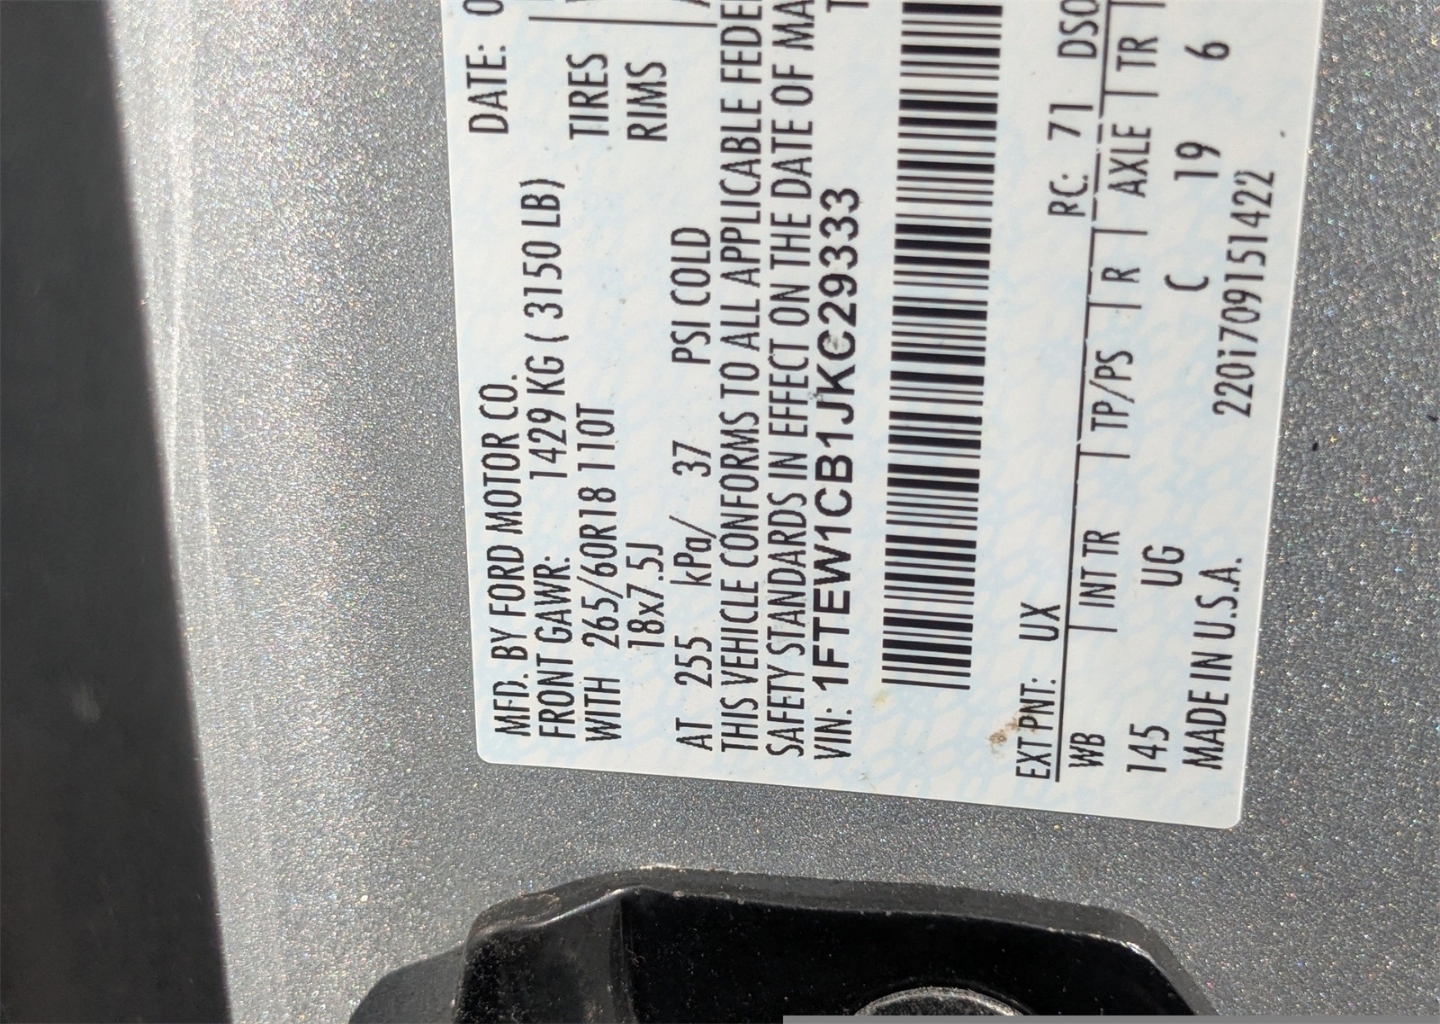 MFD. BY FORD MOTOR CO.
DATE: 0
FRONT GAWR: 1429 KG ( 3150 LB)
WITH 265/60R18 110T TIRES
18x7.5J RIMS
AT 255 kPa/ 37 PSI COLD
THIS VEHICLE CONFORMS TO ALL APPLICABLE FEDE
SAFETY STANDARDS IN EFFECT ON THE DATE OF MA
VIN: 1FTEW1CB1JKC29333 T
EXT PNT: UX RC: 71 DSO
WB INT TR TP/PS R AXLE TR
145 UG C 19 6
MADE IN U.S.A. 220i709151422